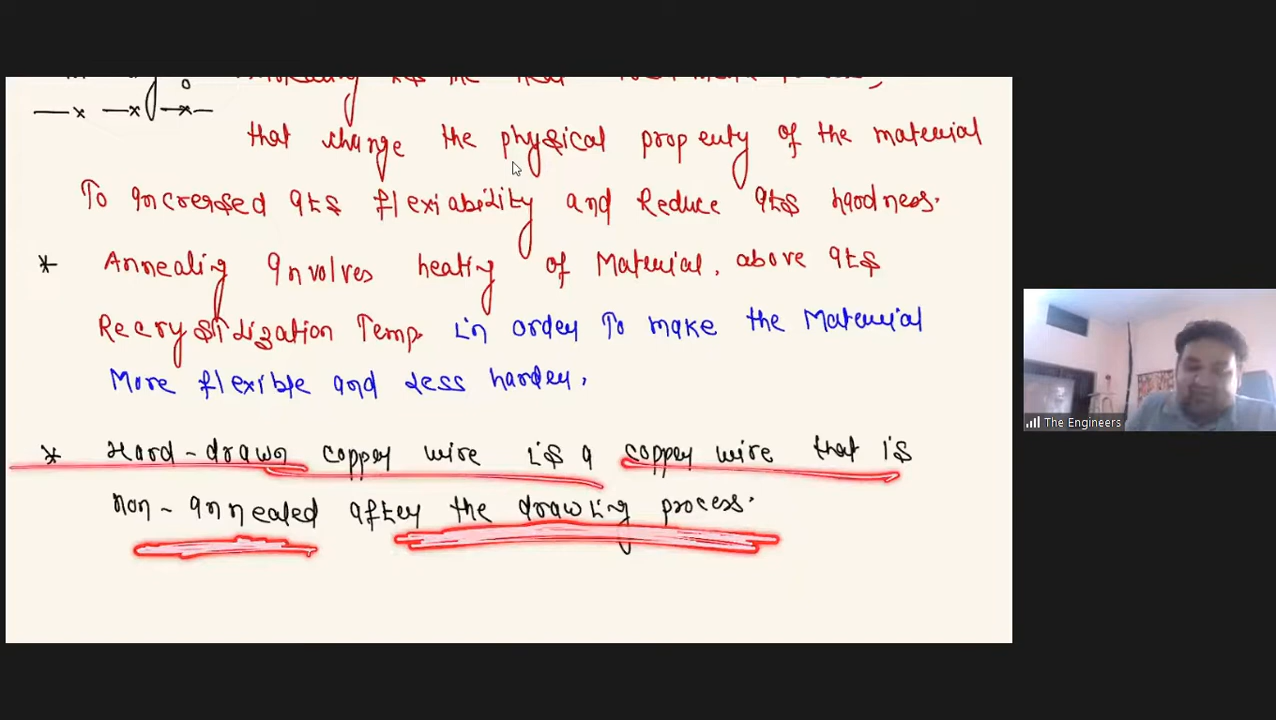 that change the physical property of the material
To increased its flexiability and Reduce its hardness.
* Annealing involves heating of Material, above its
Recrystilization Temp. in order To make the Material
More flexible and Less harder.
* Hard-drawn copper wire is a copper wire that is
non-annealed after the drawing process.
The Engineers